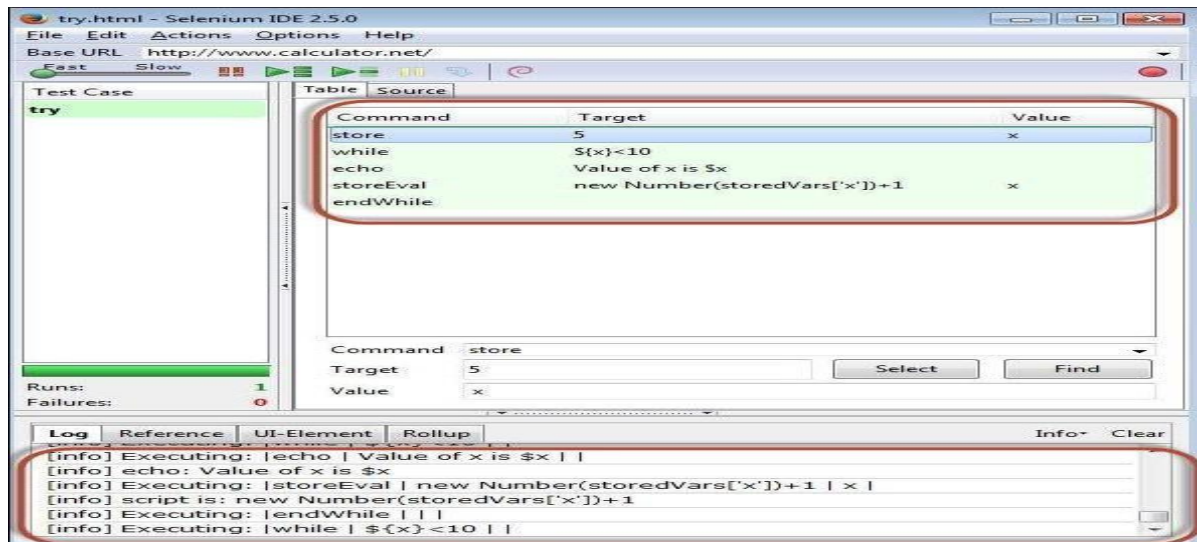 try.html - Selenium IDE 2.5.0
File Edit Actions Options Help
Base URL http://www.calculator.net/
Fast Slow
Test Case
try
Table Source
Command Target Value
store 5 x
while ${x}<10
echo Value of x is $x
storeEval new Number(storedVars['x'])+1 x
endWhile
Command store
Target 5 Select Find
Value x
Runs: 1
Failures: 0
Log Reference UI-Element Rollup Info Clear
[info] Executing: |while | ${x}<10 | |
[info] Executing: |echo | Value of x is $x | |
[info] echo: Value of x is $x
[info] Executing: |storeEval | new Number(storedVars['x'])+1 | x |
[info] script is: new Number(storedVars['x'])+1
[info] Executing: |endWhile | | |
[info] Executing: |while | ${x}<10 | |